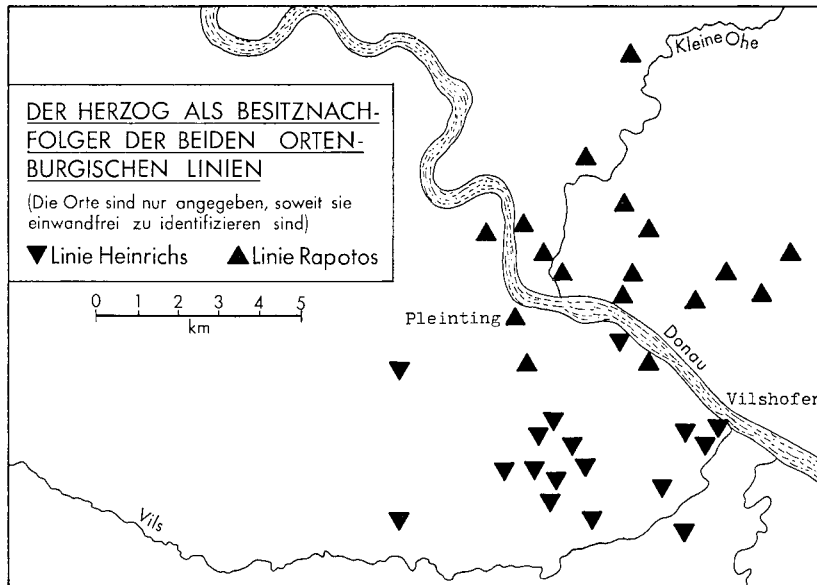 Kleine Ohe
DER HERZOG ALS BESITZNACH-
FOLGER DER BEIDEN ORTEN-
BURGISCHEN LINIEN
(Die Orte sind nur angegeben, soweit sie
einwandfrei zu identifizieren sind)
▼Linie Heinrichs ▲Linie Rapotos
0 1 2 3 4 5
km
Pleinting
Donau
Vilshofen
Vils